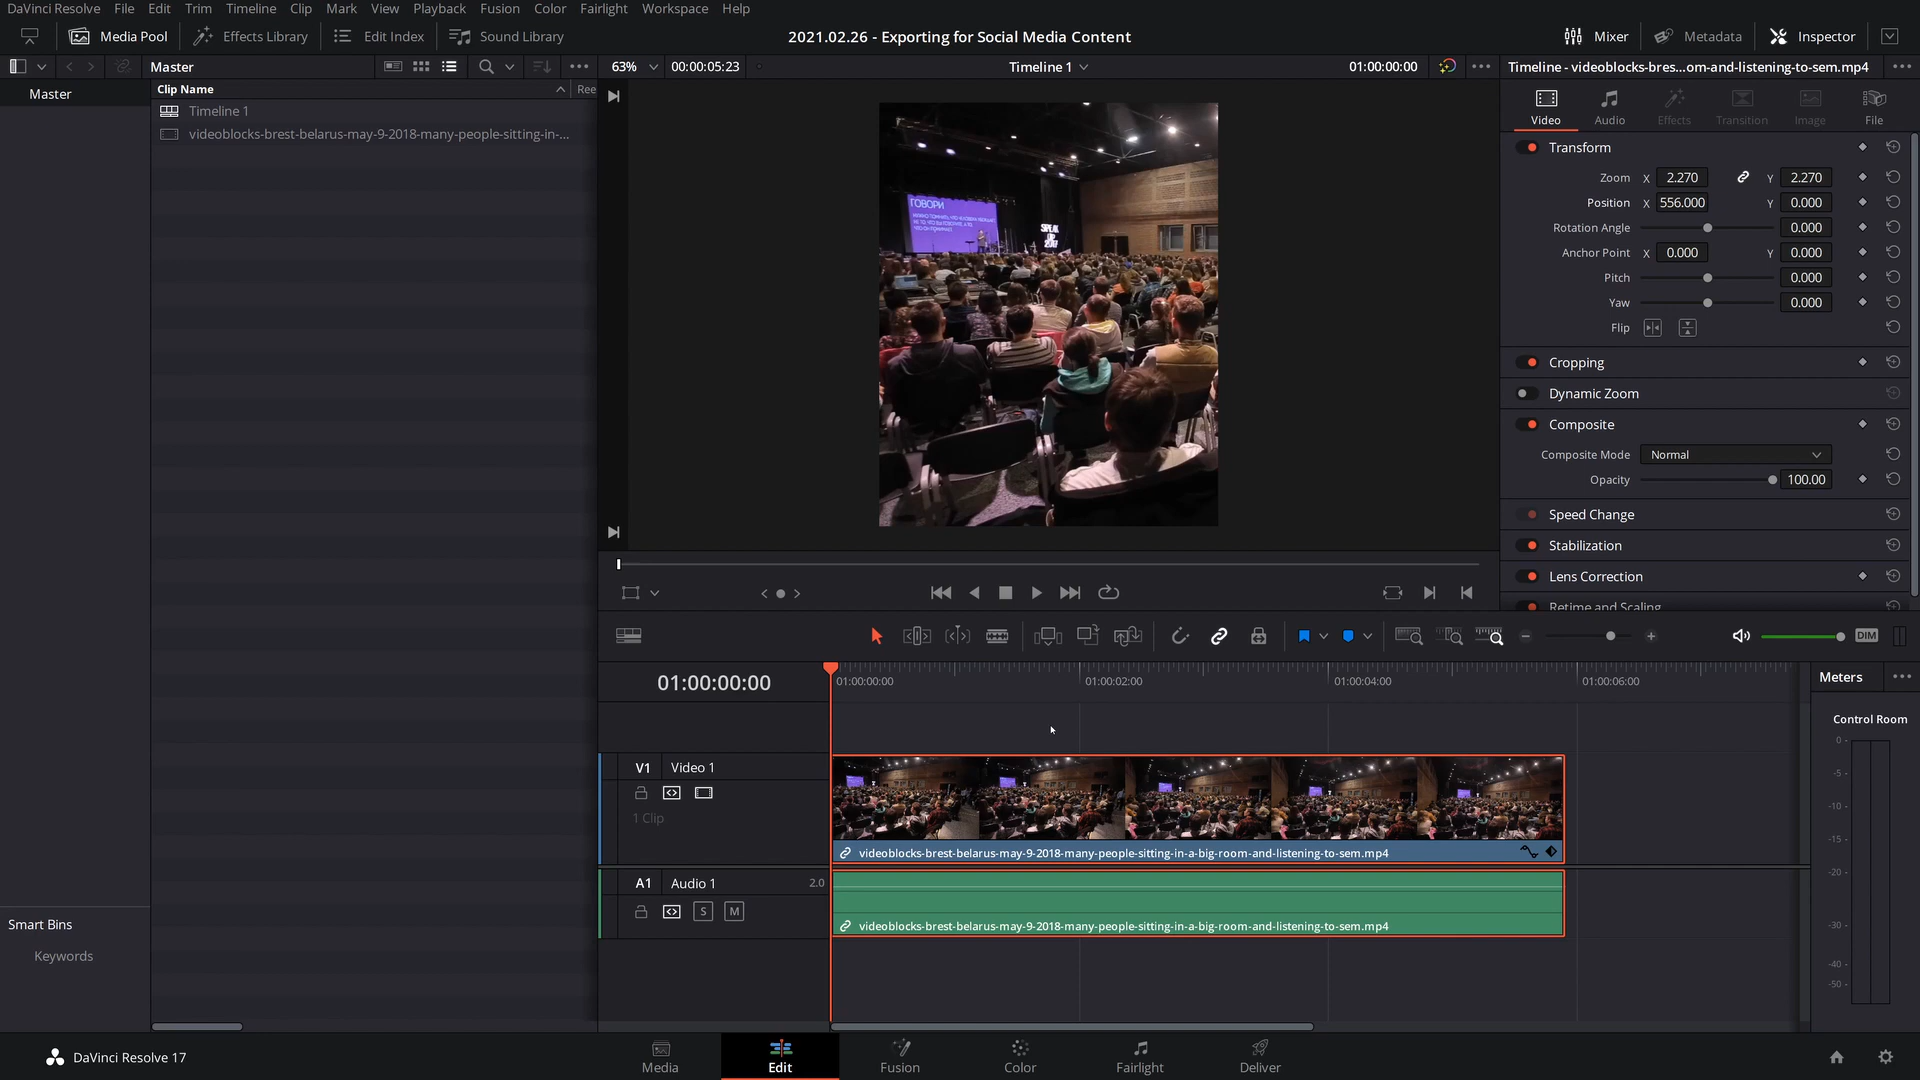 DaVinci Resolve File Edit Trim Timeline Clip Mark View Playback Fusion Color Fairlight Workspace Help
Media Pool Effects Library Edit Index Sound Library
2021.02.26 - Exporting for Social Media Content
Mixer Metadata Inspector
Master
63% 00:00:05:23
Timeline 1
01:00:00:00
Timeline - videoblocks-bres...om-and-listening-to-sem.mp4
Master
Clip Name Ree
Timeline 1
videoblocks-brest-belarus-may-9-2018-many-people-sitting-in-...
Smart Bins
Keywords
ГОВОРИ
SPEAK
UP
Video Audio Effects Transition Image File
Transform
Zoom X 2.270 Y 2.270
Position X 556.000 Y 0.000
Rotation Angle 0.000
Anchor Point X 0.000 Y 0.000
Pitch 0.000
Yaw 0.000
Flip
Cropping
Dynamic Zoom
Composite
Composite Mode Normal
Opacity 100.00
Speed Change
Stabilization
Lens Correction
Retime and Scaling
DIM
01:00:00:00
01:00:00:00 01:00:02:00 01:00:04:00 01:00:06:00
V1 Video 1
1 Clip
videoblocks-brest-belarus-may-9-2018-many-people-sitting-in-a-big-room-and-listening-to-sem.mp4
A1 Audio 1 2.0
S M
videoblocks-brest-belarus-may-9-2018-many-people-sitting-in-a-big-room-and-listening-to-sem.mp4
Meters
Control Room
0
-5
-10
-15
-20
-30
-40
-50
DaVinci Resolve 17
Media Edit Fusion Color Fairlight Deliver